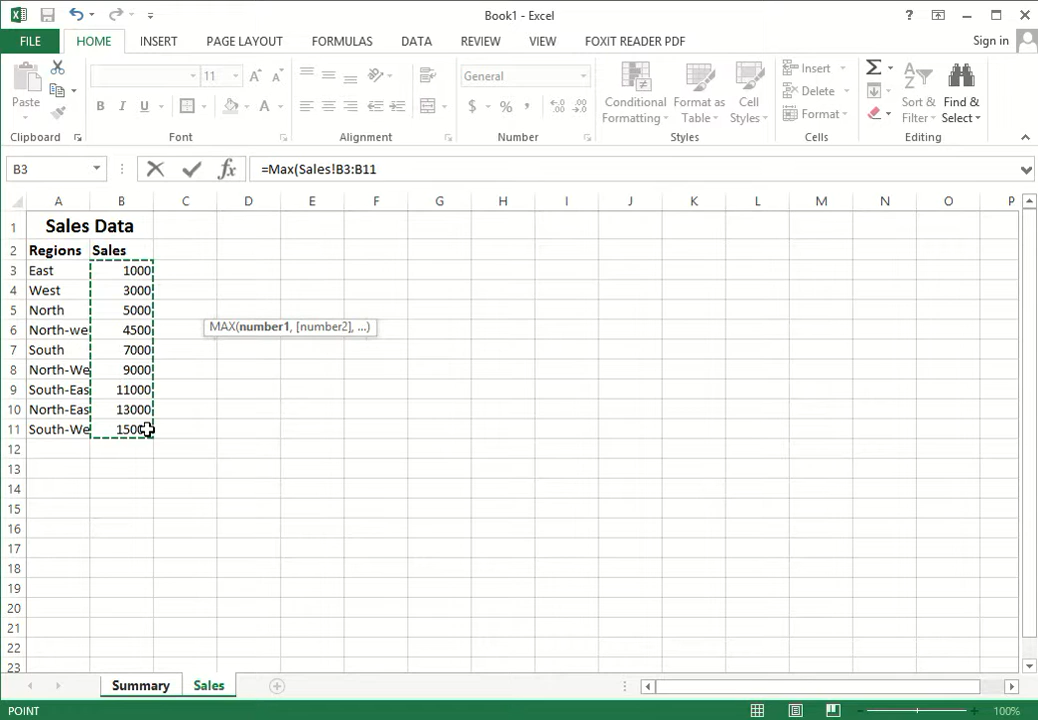 Book1 - Excel
Sign in
FILE HOME INSERT PAGE LAYOUT FORMULAS DATA REVIEW VIEW FOXIT READER PDF
Paste
11
General
Conditional Formatting
Format as Table
Cell Styles
Insert
Delete
Format
Sort & Filter
Find & Select
Clipboard Font Alignment Number Styles Cells Editing
B3 =Max(Sales!B3:B11
A B C D E F G H I J K L M N O P
1 Sales Data
2 Regions Sales
3 East 1000
4 West 3000
5 North 5000
6 North-we 4500
7 South 7000
8 North-We 9000
9 South-Eas 11000
10 North-Eas 13000
11 South-We
MAX(number1, [number2], ...)
12
13
14
15
16
17
18
19
20
21
22
23
Summary Sales
POINT 100%